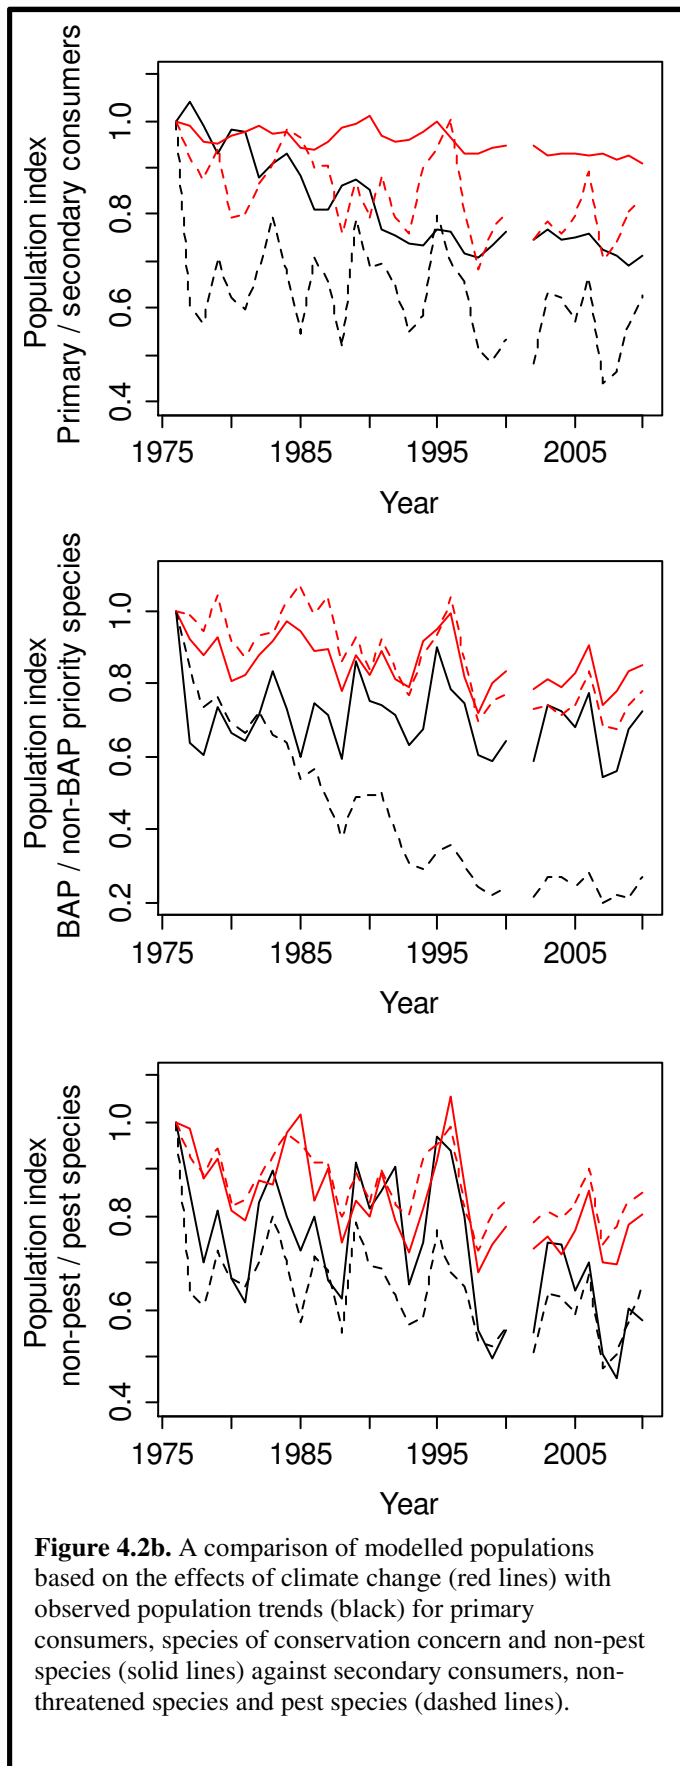 Population index
Primary / secondary consumers
1.0
0.8
0.6
0.4
1975
1985
1995
2005
Year
Population index
BAP / non-BAP priority species
1.0
0.8
0.6
0.4
0.2
1975
1985
1995
2005
Year
Population index
non-pest / pest species
1.0
0.8
0.6
0.4
1975
1985
1995
2005
Year
Figure 4.2b. A comparison of modelled populations
based on the effects of climate change (red lines) with
observed population trends (black) for primary
consumers, species of conservation concern and non-pest
species (solid lines) against secondary consumers, non-
threatened species and pest species (dashed lines).